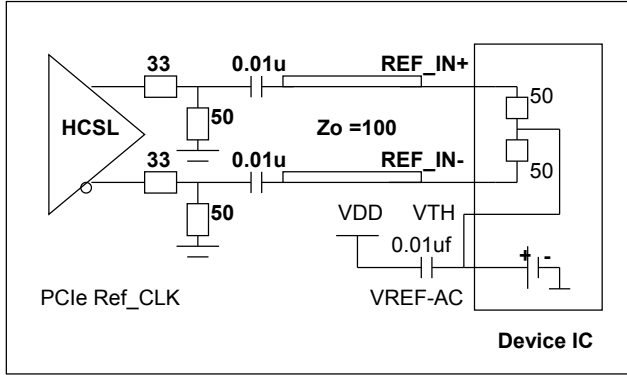 33
0.01u
REF_IN+
50
HCSL
50
Zo =100
33
0.01u
REF_IN-
50
50
VDD
VTH
0.01uf
+
-
PCIe Ref_CLK
VREF-AC
Device IC